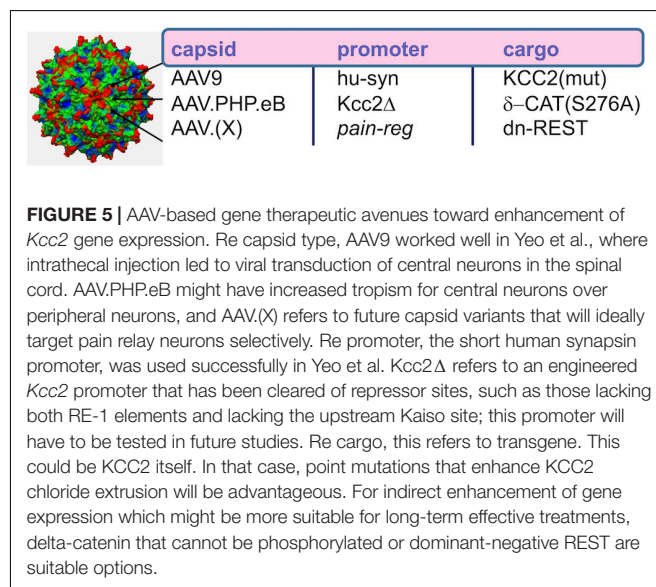 capsid promoter cargo
AAV9 hu-syn KCC2(mut)
AAV.PHP.eB Kcc2Δ δ–CAT(S276A)
AAV.(X) pain-reg dn-REST
FIGURE 5 | AAV-based gene therapeutic avenues toward enhancement of
Kcc2 gene expression. Re capsid type, AAV9 worked well in Yeo et al., where
intrathecal injection led to viral transduction of central neurons in the spinal
cord. AAV.PHP.eB might have increased tropism for central neurons over
peripheral neurons, and AAV.(X) refers to future capsid variants that will ideally
target pain relay neurons selectively. Re promoter, the short human synapsin
promoter, was used successfully in Yeo et al. Kcc2Δ refers to an engineered
Kcc2 promoter that has been cleared of repressor sites, such as those lacking
both RE-1 elements and lacking the upstream Kaiso site; this promoter will
have to be tested in future studies. Re cargo, this refers to transgene. This
could be KCC2 itself. In that case, point mutations that enhance KCC2
chloride extrusion will be advantageous. For indirect enhancement of gene
expression which might be more suitable for long-term effective treatments,
delta-catenin that cannot be phosphorylated or dominant-negative REST are
suitable options.